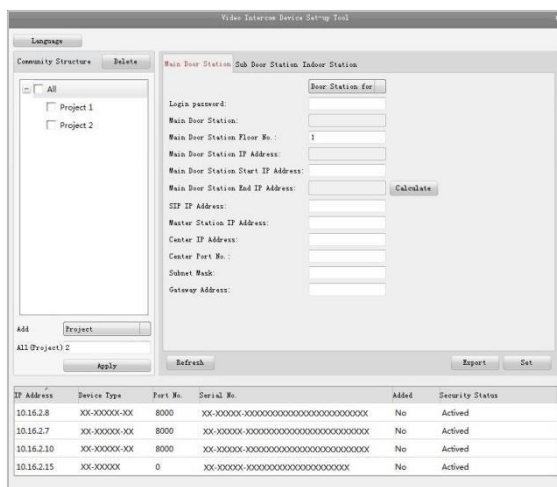 Video Intercom Device Set-up Tool
Language
Community Structure Delete
All
Project 1
Project 2
Add Project
All(Project) 2
Apply
Main Door Station Sub Door Station Indoor Station
Door Station for
Login password:
Main Door Station:
Main Door Station Floor No.: 1
Main Door Station IP Address:
Main Door Station Start IP Address:
Main Door Station End IP Address: Calculate
SIP IP Address:
Master Station IP Address:
Center IP Address:
Center Port No.:
Subnet Mask:
Gateway Address:
Refresh Export Set
IP Address Device Type Port No. Serial No. Added Security Status
10.16.2.8 XX-XXXXX-XX 8000 XX-XXXXX-XXXXXXXXXXXXXXXXXXXXXXX No Actived
10.16.2.7 XX-XXXXX-XX 8000 XX-XXXXX-XXXXXXXXXXXXXXXXXXXXXXX No Actived
10.16.2.10 XX-XXXXX-XX 8000 XX-XXXXX-XXXXXXXXXXXXXXXXXXXXXXX No Actived
10.16.2.15 XX-XXXXX 0 XX-XXXXX-XXXXXXXXXXXXXXXXXXX No Actived